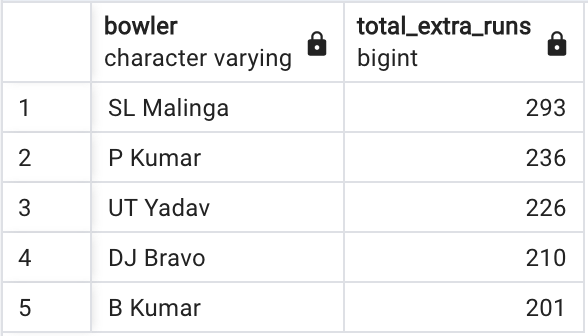 bowler total_extra_runs
character varying bigint
1 SL Malinga 293
2 P Kumar 236
3 UT Yadav 226
4 DJ Bravo 210
5 B Kumar 201